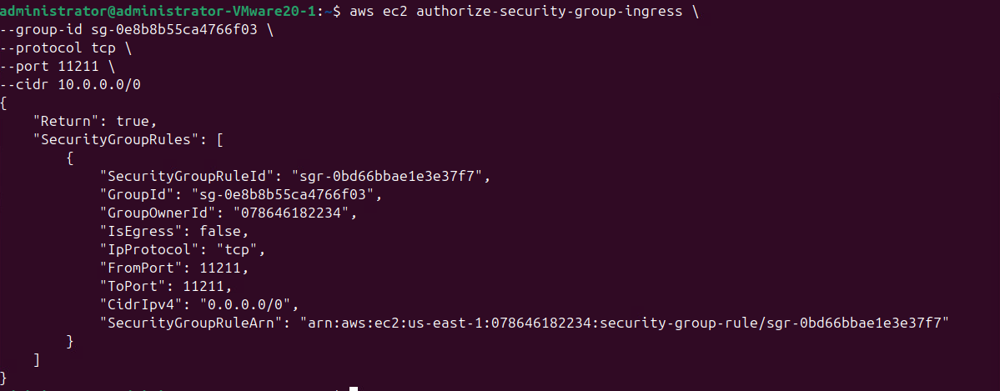 administrator@administrator-VMware20-1:~$ aws ec2 authorize-security-group-ingress \
--group-id sg-0e8b8b55ca4766f03 \
--protocol tcp \
--port 11211 \
--cidr 10.0.0.0/0
{
    "Return": true,
    "SecurityGroupRules": [
        {
            "SecurityGroupRuleId": "sgr-0bd66bbae1e3e37f7",
            "GroupId": "sg-0e8b8b55ca4766f03",
            "GroupOwnerId": "078646182234",
            "IsEgress": false,
            "IpProtocol": "tcp",
            "FromPort": 11211,
            "ToPort": 11211,
            "CidrIpv4": "0.0.0.0/0",
            "SecurityGroupRuleArn": "arn:aws:ec2:us-east-1:078646182234:security-group-rule/sgr-0bd66bbae1e3e37f7"
        }
    ]
}